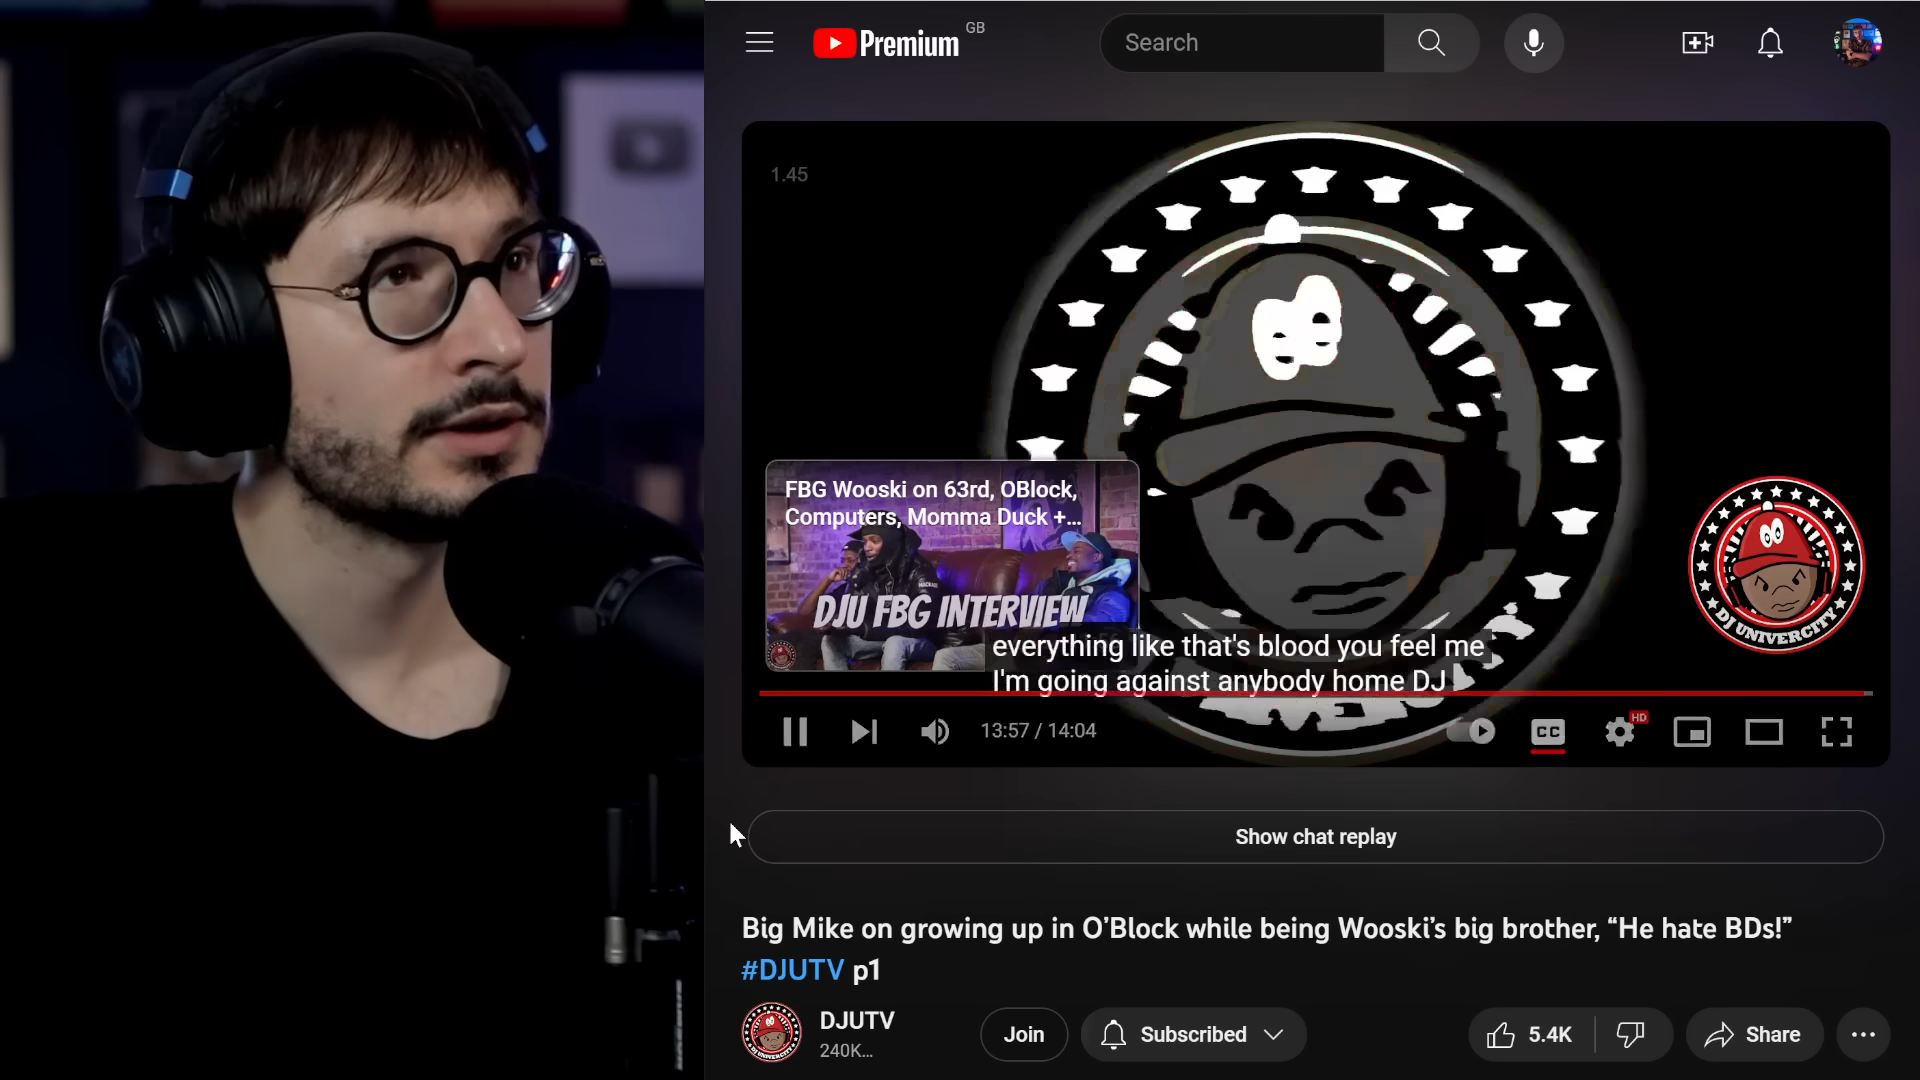 Premium GB
Search
1.45
FBG Wooski on 63rd, OBlock,
Computers, Momma Duck +...
DJU FBG INTERVIEW
everything like that's blood you feel me
I'm going against anybody home DJ
DJ UNIVERCITY
13:57 / 14:04
CC
HD
Show chat replay
Big Mike on growing up in O’Block while being Wooski’s big brother, “He hate BDs!”
#DJUTV p1
DJUTV
240K...
Join
Subscribed
5.4K
Share